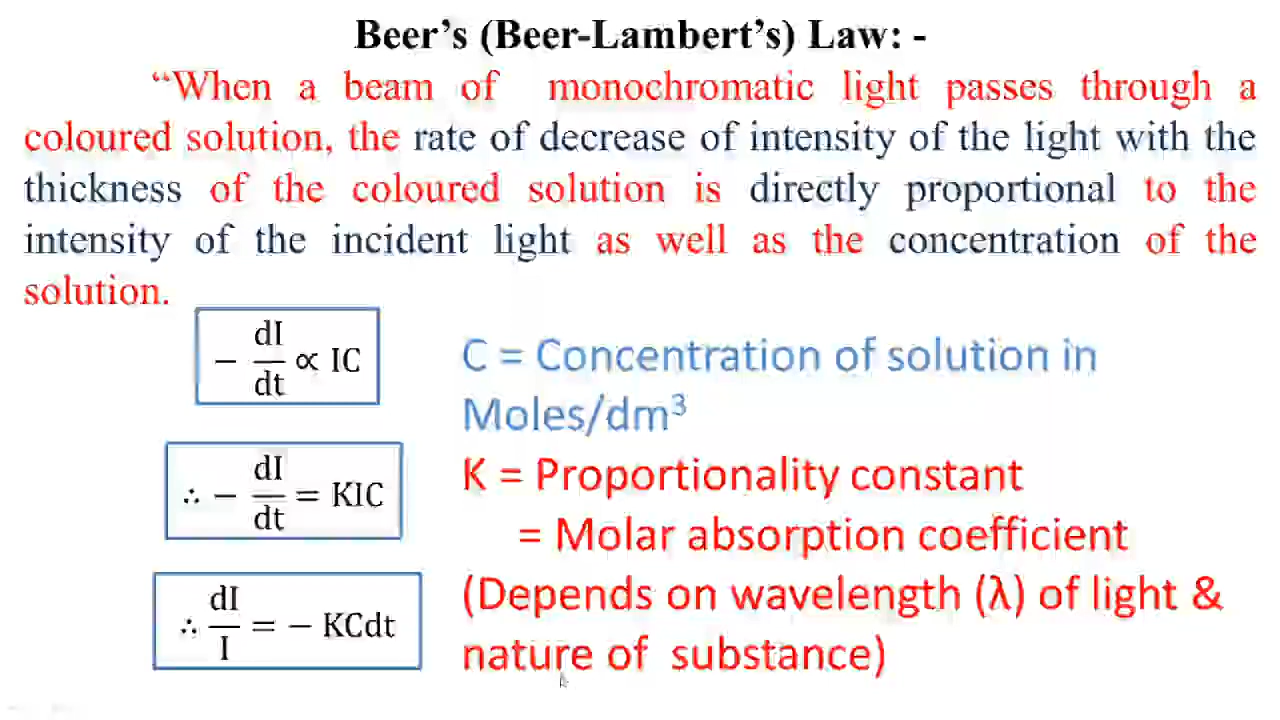 Beer's (Beer-Lambert's) Law: -
“When a beam of monochromatic light passes through a
coloured solution, the rate of decrease of intensity of the light with the
thickness of the coloured solution is directly proportional to the
intensity of the incident light as well as the concentration of the
solution.
− dI/dt ∝ IC
C = Concentration of solution in
Moles/dm³
∴ − dI/dt = KIC
K = Proportionality constant
= Molar absorption coefficient
(Depends on wavelength (λ) of light &
nature of substance)
∴ dI/I = − KCdt